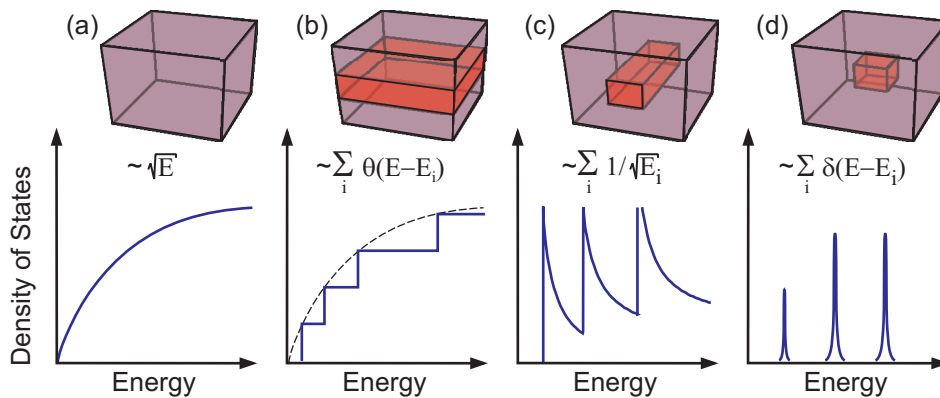 (a)
(b)
(c)
(d)
~ √E
~ ∑ θ(E−Eᵢ)
i
~ ∑ 1/√Eᵢ
i
~ ∑ δ(E−Eᵢ)
i
Density of States
Energy
Energy
Energy
Energy